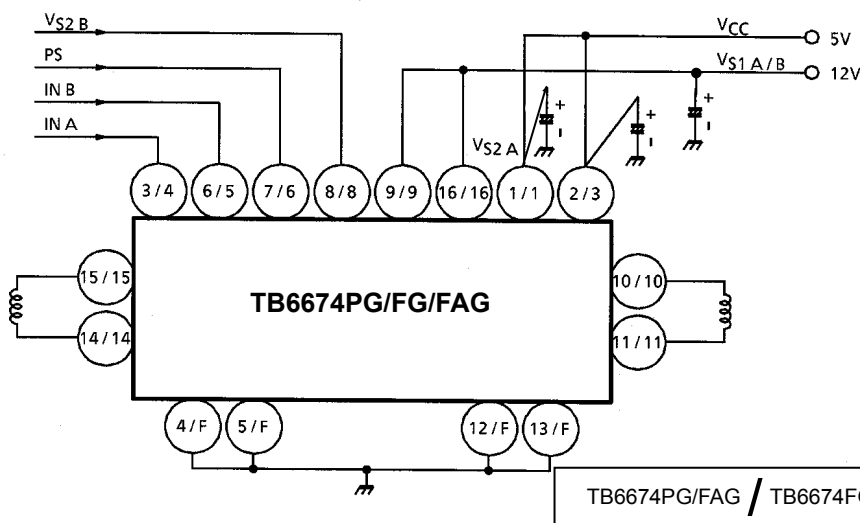 VS2 B
PS
IN B
IN A
VCC
5V
VS1 A/B
12V
VS2 A
+
-
+
-
+
-
3/4
6/5
7/6
8/8
9/9
16/16
1/1
2/3
15/15
14/14
TB6674PG/FG/FAG
10/10
11/11
4/F
5/F
12/F
13/F
TB6674PG/FAG / TB6674F